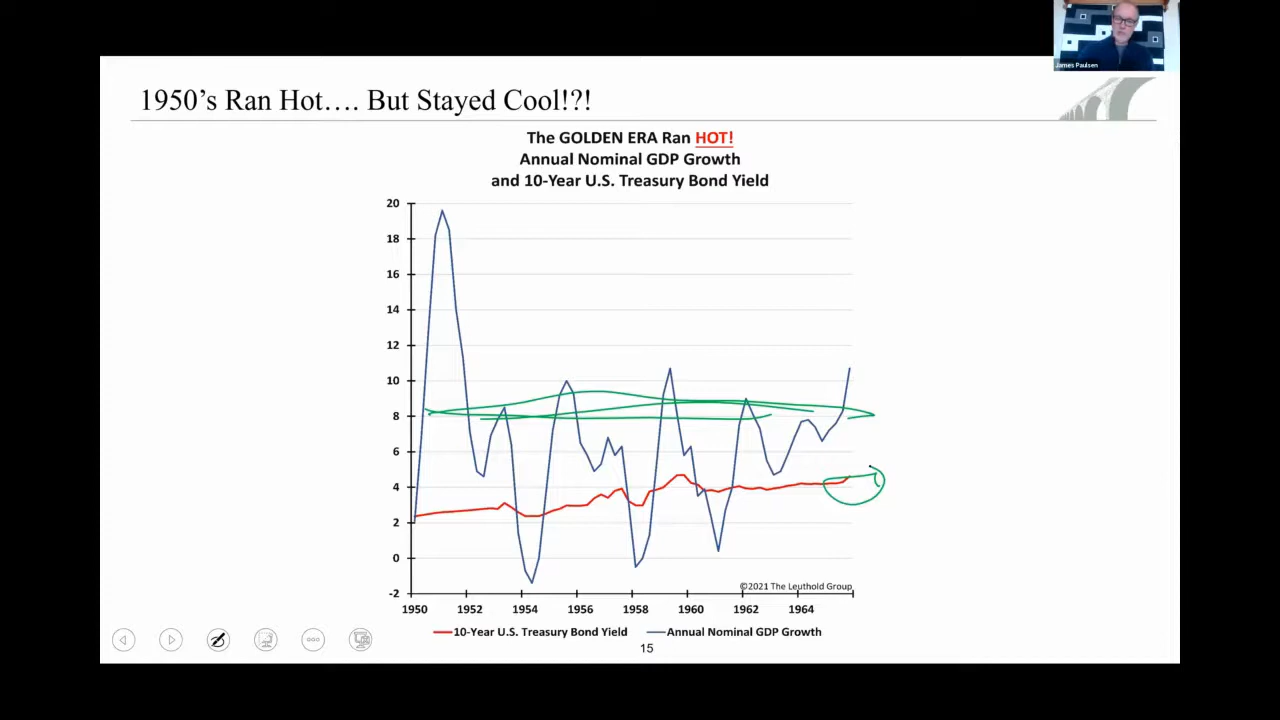 James Paulsen
1950's Ran Hot…. But Stayed Cool!?!
The GOLDEN ERA Ran HOT!
Annual Nominal GDP Growth
and 10-Year U.S. Treasury Bond Yield
20
18
16
14
12
10
8
6
4
2
0
-2
©2021 The Leuthold Group
1950 1952 1954 1956 1958 1960 1962 1964
10-Year U.S. Treasury Bond Yield Annual Nominal GDP Growth
15